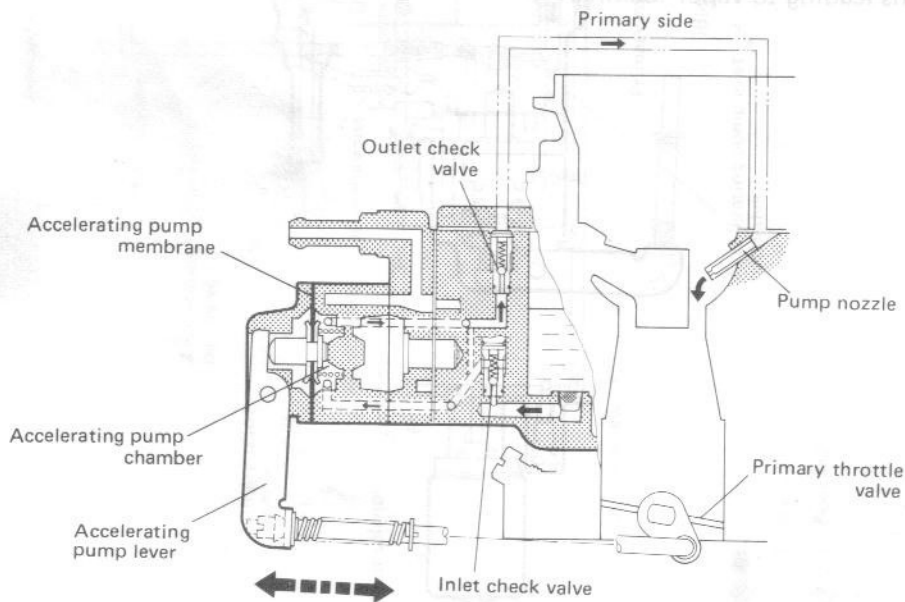 Primary side
Outlet check
valve
Accelerating pump
membrane
Pump nozzle
Accelerating pump
chamber
Primary throttle
valve
Accelerating
pump lever
Inlet check valve